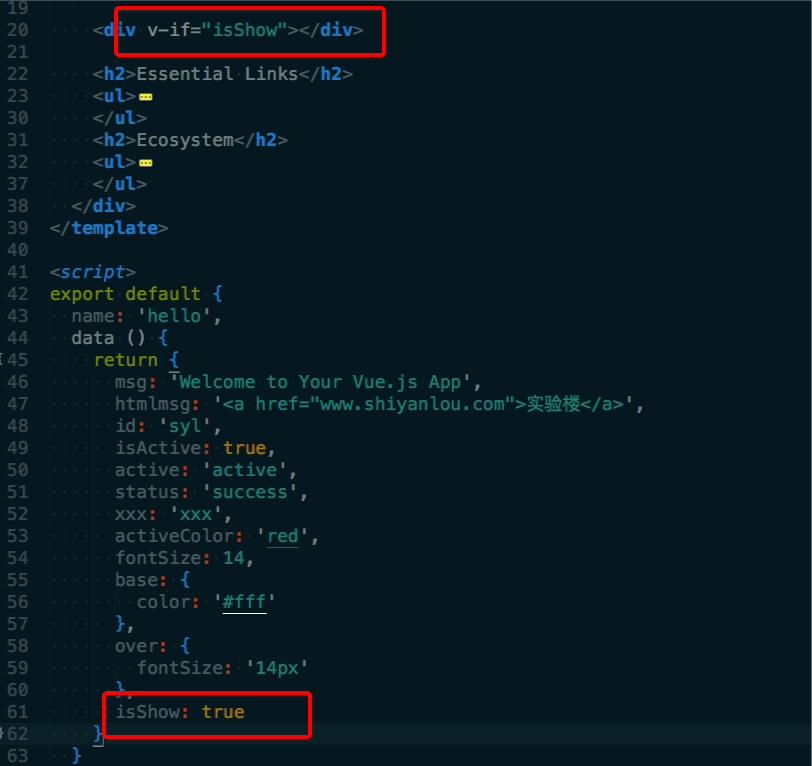 19
20 <div v-if="isShow"></div>
21
22 <h2>Essential Links</h2>
23 <ul>
30 </ul>
31 <h2>Ecosystem</h2>
32 <ul>
37 </ul>
38 </div>
39 </template>
40
41 <script>
42 export default {
43 name: 'hello',
44 data () {
45 return {
46 msg: 'Welcome to Your Vue.js App',
47 htmlmsg: '<a href="www.shiyanlou.com">实验楼</a>',
48 id: 'syl',
49 isActive: true,
50 active: 'active',
51 status: 'success',
52 xxx: 'xxx',
53 activeColor: 'red',
54 fontSize: 14,
55 base: {
56 color: '#fff'
57 },
58 over: {
59 fontSize: '14px'
60 },
61 isShow: true
62 }
63 }